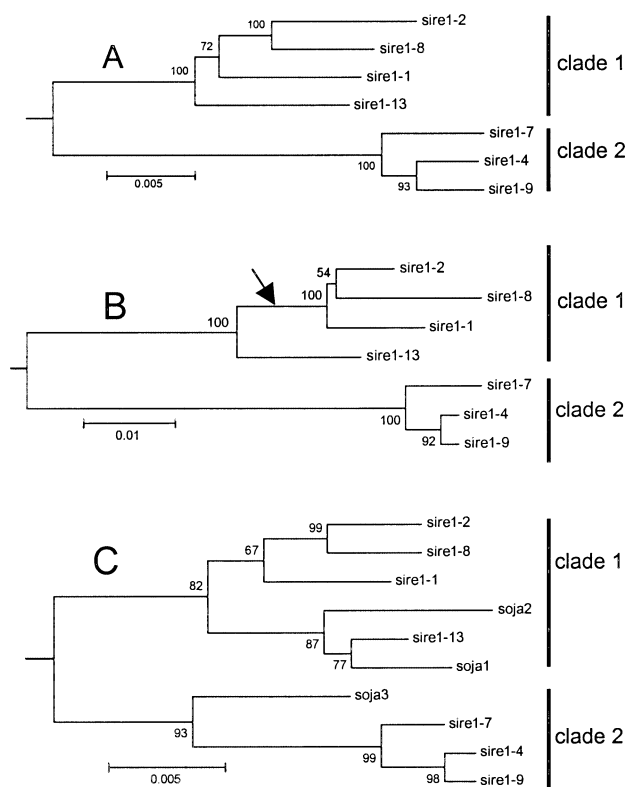 A
100
sire1-2
72
sire1-8
100
sire1-1
sire1-13
clade 1
sire1-7
100
sire1-4
93
sire1-9
clade 2
0.005
B
54
sire1-2
100
sire1-8
100
sire1-1
sire1-13
clade 1
sire1-7
100
sire1-4
92
sire1-9
clade 2
0.01
C
99
sire1-2
67
sire1-8
82
sire1-1
soja2
87
sire1-13
77
soja1
clade 1
soja3
93
sire1-7
99
sire1-4
98
sire1-9
clade 2
0.005